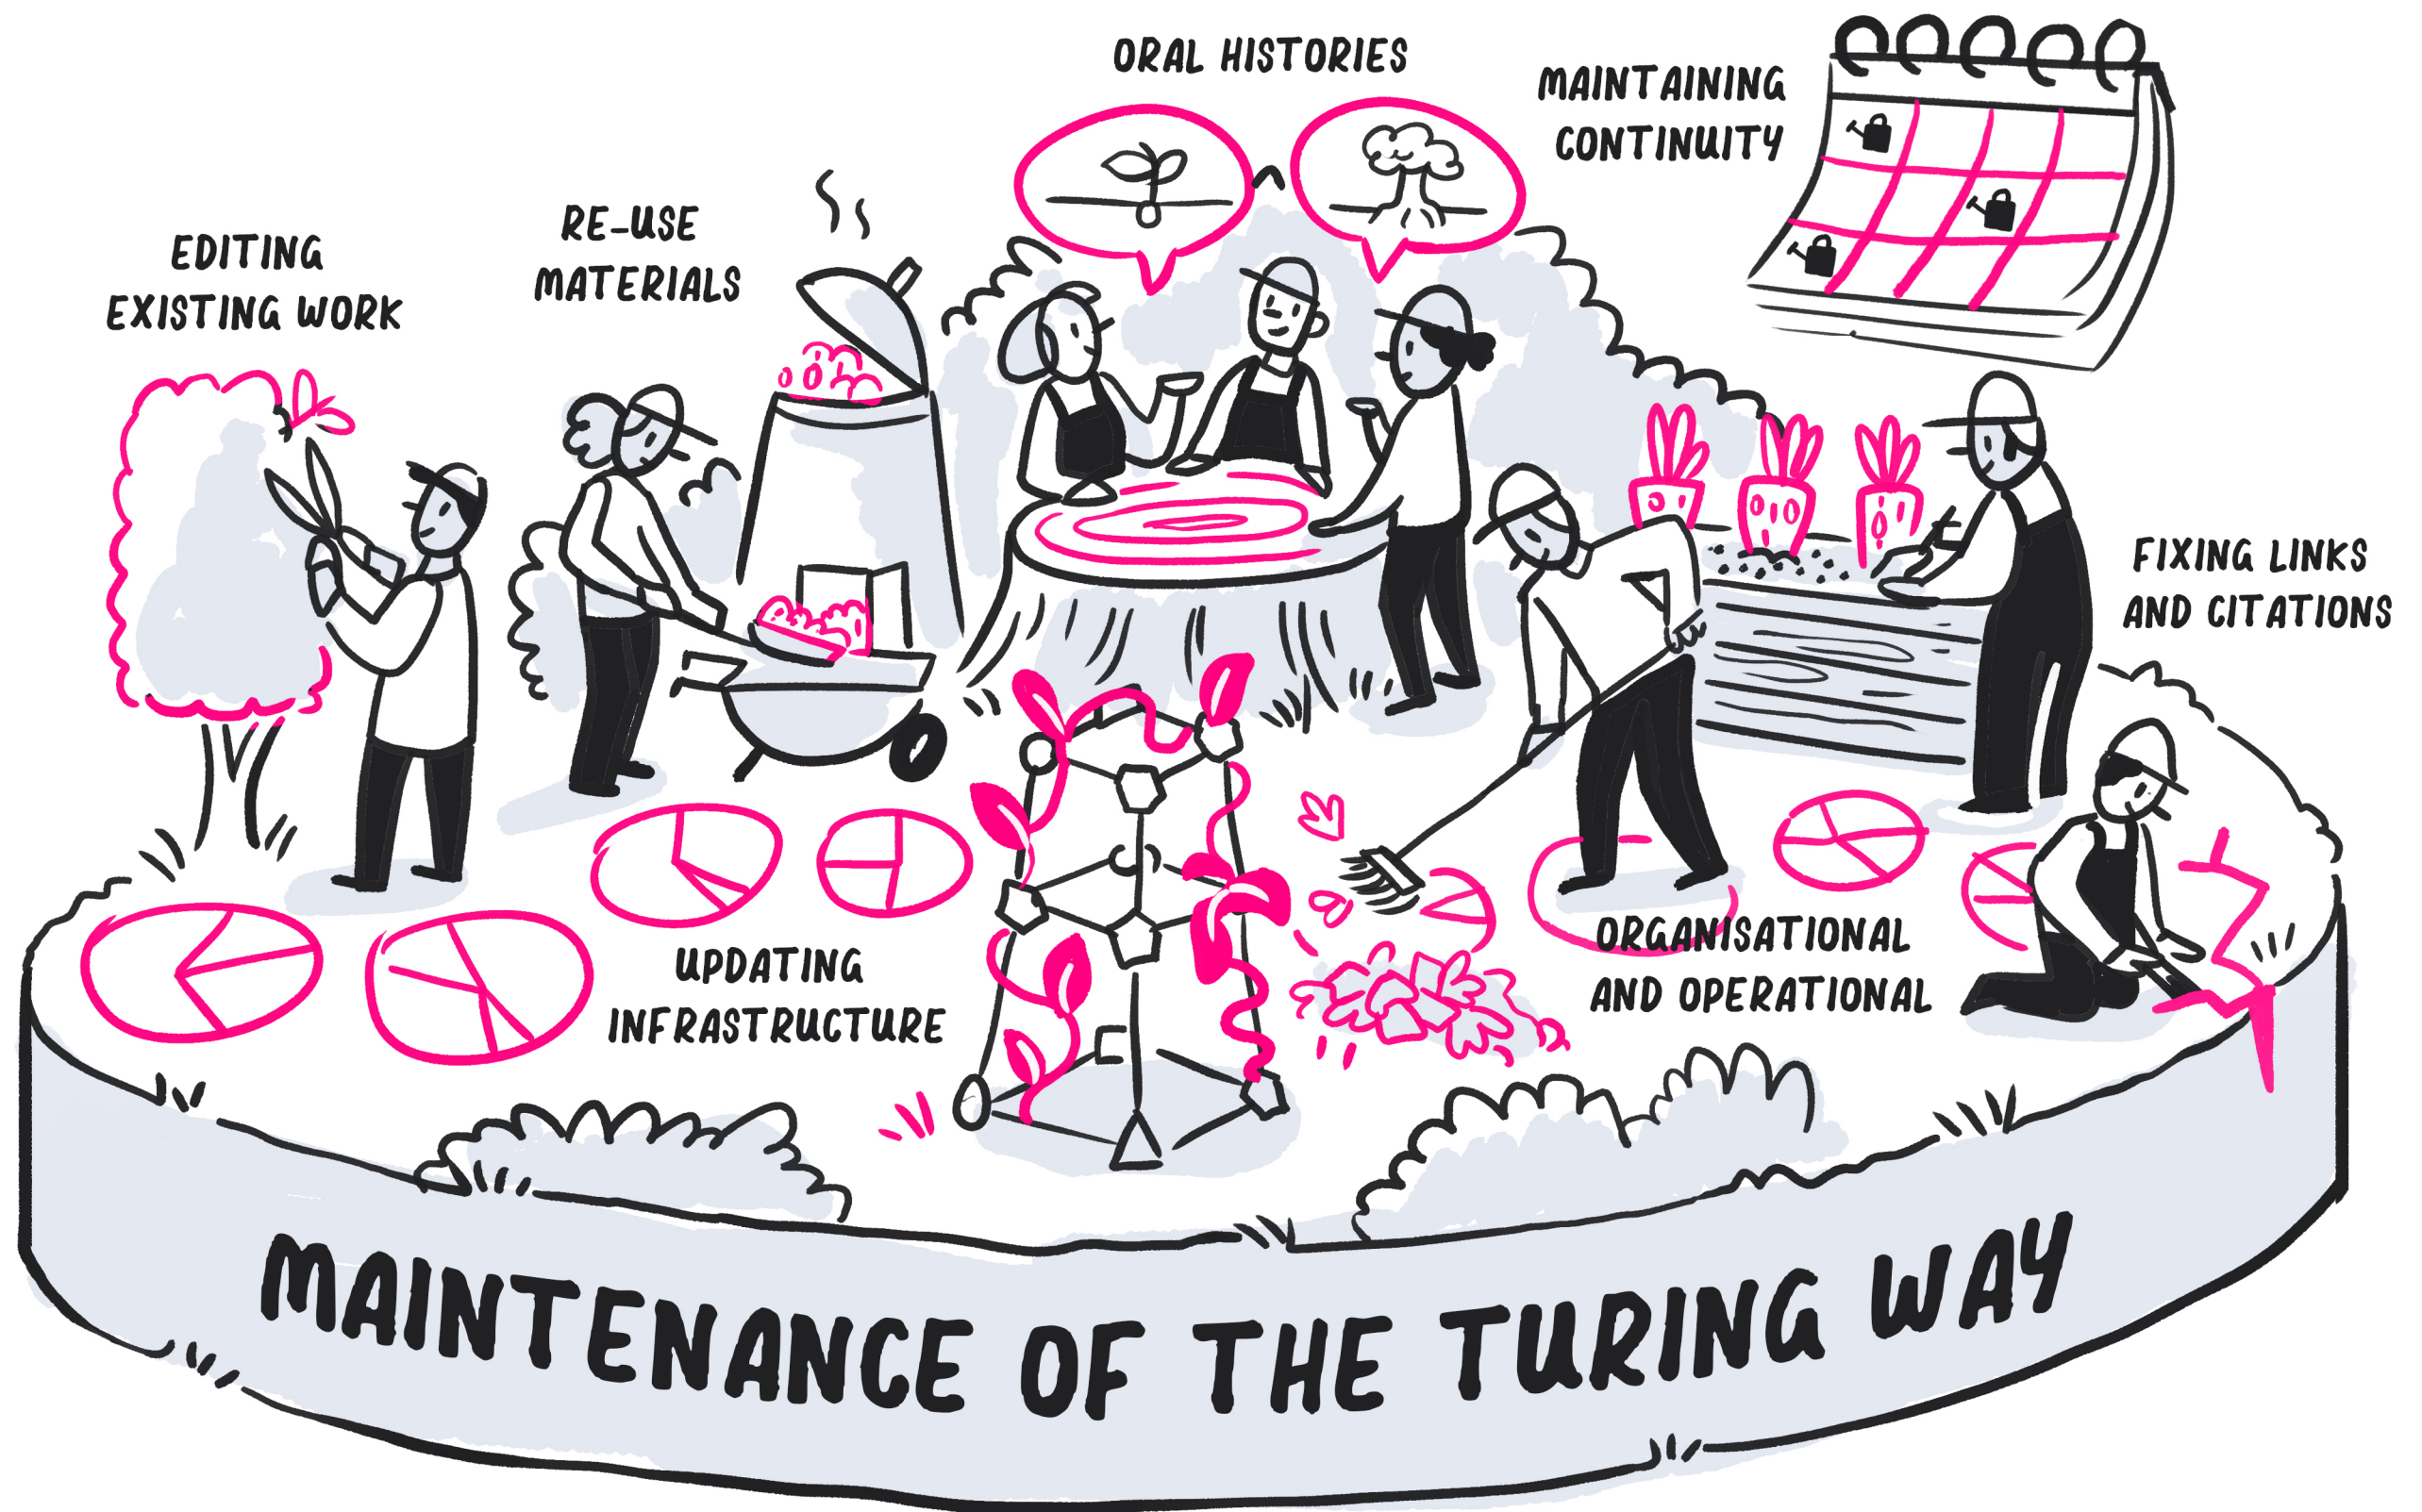 ORAL HISTORIES
MAINTAINING
CONTINUITY
RE-USE
MATERIALS
EDITING
EXISTING WORK
FIXING LINKS
AND CITATIONS
UPDATING
INFRASTRUCTURE
ORGANISATIONAL
AND OPERATIONAL
MAINTENANCE OF THE TURING WAY